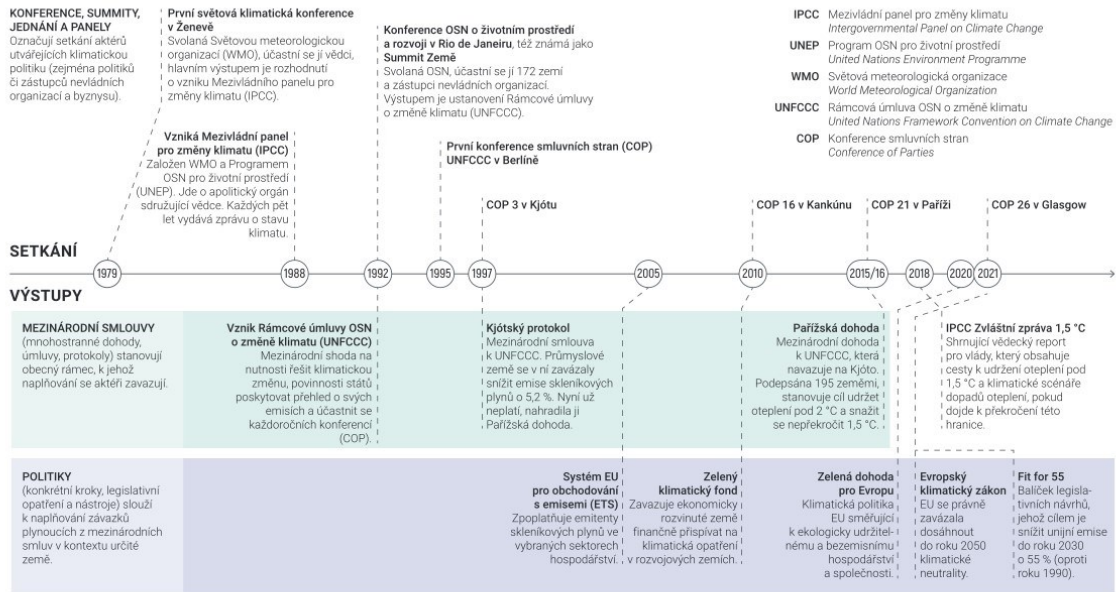 KONFERENCE, SUMMITY,
JEDNÁNÍ A PANELY
Označují setkání aktérů
utvářejících klimatickou
politiku (zejména politiků
či zástupců nevládních
organizací a byznysu).
První světová klimatická konference
v Ženevě
Svolaná Světovou meteorologickou
organizací (WMO), účastní se jí vědci,
hlavním výstupem je rozhodnutí
o vzniku Mezivládního panelu pro
změny klimatu (IPCC).
Vzniká Mezivládní panel
pro změny klimatu (IPCC)
Založen WMO a Programem
OSN pro životní prostředí
(UNEP). Jde o apolitický orgán
sdružující vědce. Každých pět
let vydává zprávu o stavu
klimatu.
Konference OSN o životním prostředí
a rozvoji v Rio de Janeiru, též známá jako
Summit Země
Svolaná OSN, účastní se jí 172 zemí
a zástupci nevládních organizací.
Výstupem je ustanovení Rámcové úmluvy
o změně klimatu (UNFCCC).
První konference smluvních stran (COP)
UNFCCC v Berlíně
COP 3 v Kjótu
COP 16 v Kankúnu
COP 21 v Paříži
COP 26 v Glasgow
IPCC Mezivládní panel pro změny klimatu
Intergovernmental Panel on Climate Change
UNEP Program OSN pro životní prostředí
United Nations Environment Programme
WMO Světová meteorologická organizace
World Meteorological Organization
UNFCCC Rámcová úmluva OSN o změně klimatu
United Nations Framework Convention on Climate Change
COP Konference smluvních stran
Conference of Parties
SETKÁNÍ
1979 1988 1992 1995 1997 2005 2010 2015/16 2018 2020 2021
VÝSTUPY
MEZINÁRODNÍ SMLOUVY
(mnohostranné dohody,
úmluvy, protokoly) stanovují
obecný rámec, k jehož
naplňování se aktéři zavazují.
Vznik Rámcové úmluvy OSN
o změně klimatu (UNFCCC)
Mezinárodní shoda na
nutnosti řešit klimatickou
změnu, povinnosti států
poskytovat přehled o svých
emisích a účastnit se
každoročních konferencí
(COP).
Kjótský protokol
Mezinárodní smlouva
k UNFCCC. Průmyslové
země se v ní zavázaly
snížit emise skleníkových
plynů o 5,2 %. Nyní už
neplatí, nahradila ji
Pařížská dohoda.
Pařížská dohoda
Mezinárodní dohoda
k UNFCCC, která
navazuje na Kjóto.
Podepsána 195 zeměmi,
stanovuje cíl udržet
oteplení pod 2 °C a snažit
se nepřekročit 1,5 °C.
IPCC Zvláštní zpráva 1,5 °C
Shrnující vědecký report
pro vlády, který obsahuje
cesty k udržení oteplení pod
1,5 °C a klimatické scénáře
dopadů oteplení, pokud
dojde k překročení této
hranice.
POLITIKY
(konkrétní kroky, legislativní
opatření a nástroje) slouží
k naplňování závazků
plynoucích z mezinárodních
smluv v kontextu určité
země.
Systém EU
pro obchodování
s emisemi (ETS)
Zpoplatňuje emitenty
skleníkových plynů ve
vybraných sektorech
hospodářství.
Zelený
klimatický fond
Zavazuje ekonomicky
rozvinuté země
finančně přispívat na
klimatická opatření
v rozvojových zemích.
Zelená dohoda
pro Evropu
Klimatická politika
EU směřující
k ekologicky udržitel-
nému a bezemisnímu
hospodářství
a společnosti.
Evropský
klimatický zákon
EU se právně
zavázala
dosáhnout
do roku 2050
klimatické
neutrality.
Fit for 55
Balíček legisla-
tivních návrhů,
jehož cílem je
snížit unijní emise
do roku 2030
o 55 % (oproti
roku 1990).